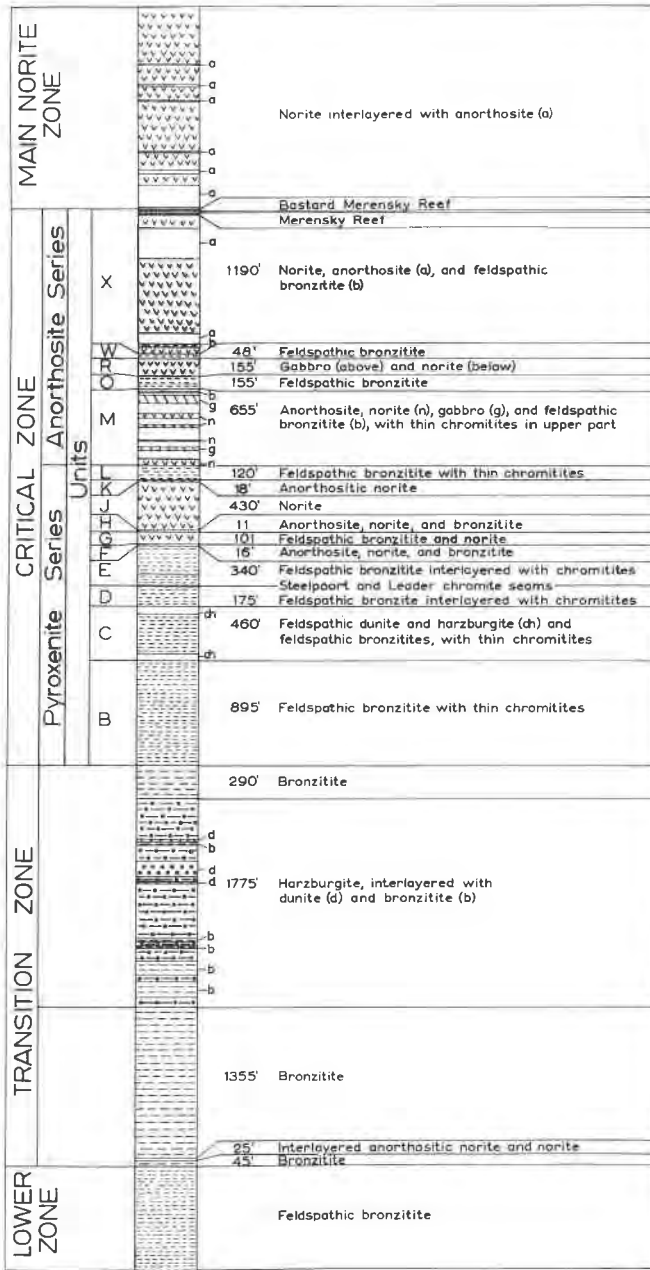 MAIN NORITE
ZONE
a
a
a
a
a
a
Norite interlayered with anorthosite (a)
Bastard Merensky Reef
Merensky Reef
CRITICAL ZONE
Anorthosite Series
Pyroxenite Series
Units
X
a
a
b
1190' Norite, anorthosite (a), and feldspathic
bronzitite (b)
W 48' Feldspathic bronzitite
R 155' Gabbro (above) and norite (below)
O 155' Feldspathic bronzitite
M
b
g
n
n
g
n
655' Anorthosite, norite (n), gabbro (g), and feldspathic
bronzitite (b), with thin chromitites in upper part
L 120' Feldspathic bronzitite with thin chromitites
K 18' Anorthositic norite
J 430' Norite
H 11 Anorthosite, norite, and bronzitite
G 101 Feldspathic bronzitite and norite
F 16' Anorthosite, norite, and bronzitite
E 340' Feldspathic bronzitite interlayered with chromitites
Steelpoort and Leader chromite seams
D 175' Feldspathic bronzite interlayered with chromitites
C
dh
dh
460' Feldspathic dunite and harzburgite (dh) and
feldspathic bronzitites, with thin chromitites
B 895' Feldspathic bronzitite with thin chromitites
TRANSITION ZONE
290' Bronzitite
d
b
d
d
b
b
b
b
1775' Harzburgite, interlayered with
dunite (d) and bronzitite (b)
1355' Bronzitite
25' Interlayered anorthositic norite and norite
45' Bronzitite
LOWER
ZONE
Feldspathic bronzitite